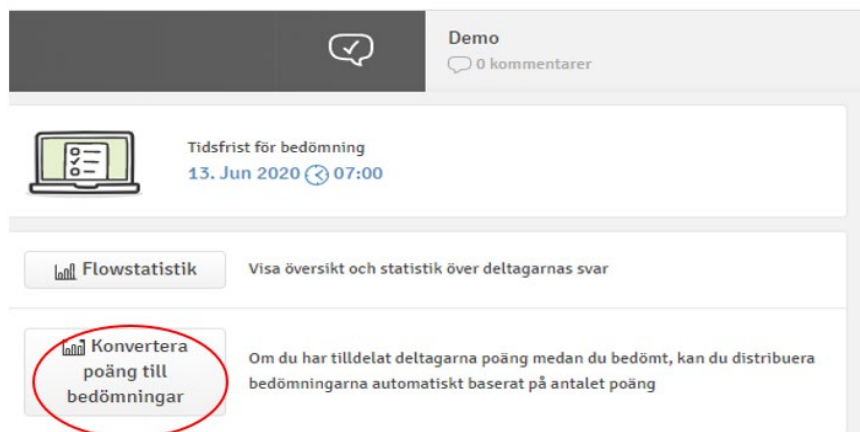 Demo
0 kommentarer
Tidsfrist för bedömning
13. Jun 2020 07:00
Flowstatistik
Visa översikt och statistik över deltagarnas svar
Konvertera
poäng till
bedömningar
Om du har tilldelat deltagarna poäng medan du bedömt, kan du distribuera
bedömningarna automatiskt baserat på antalet poäng